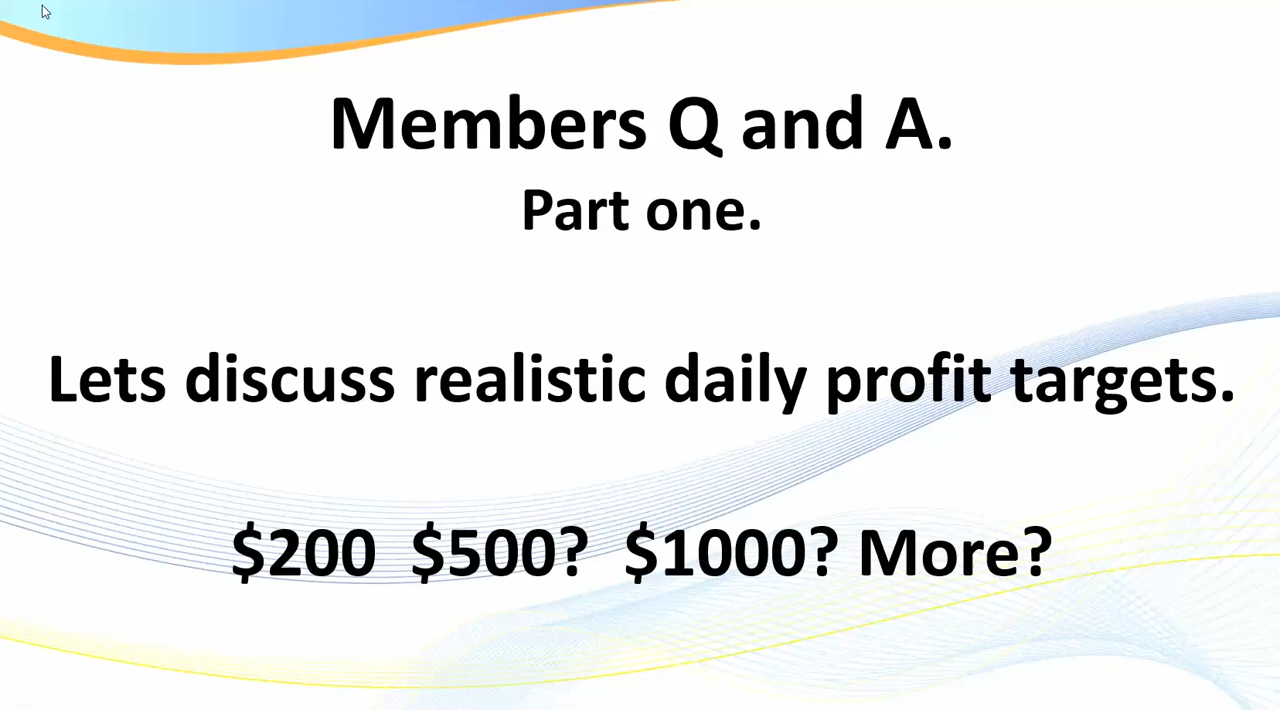 Members Q and A.
Part one.
Lets discuss realistic daily profit targets.
$200 $500? $1000? More?